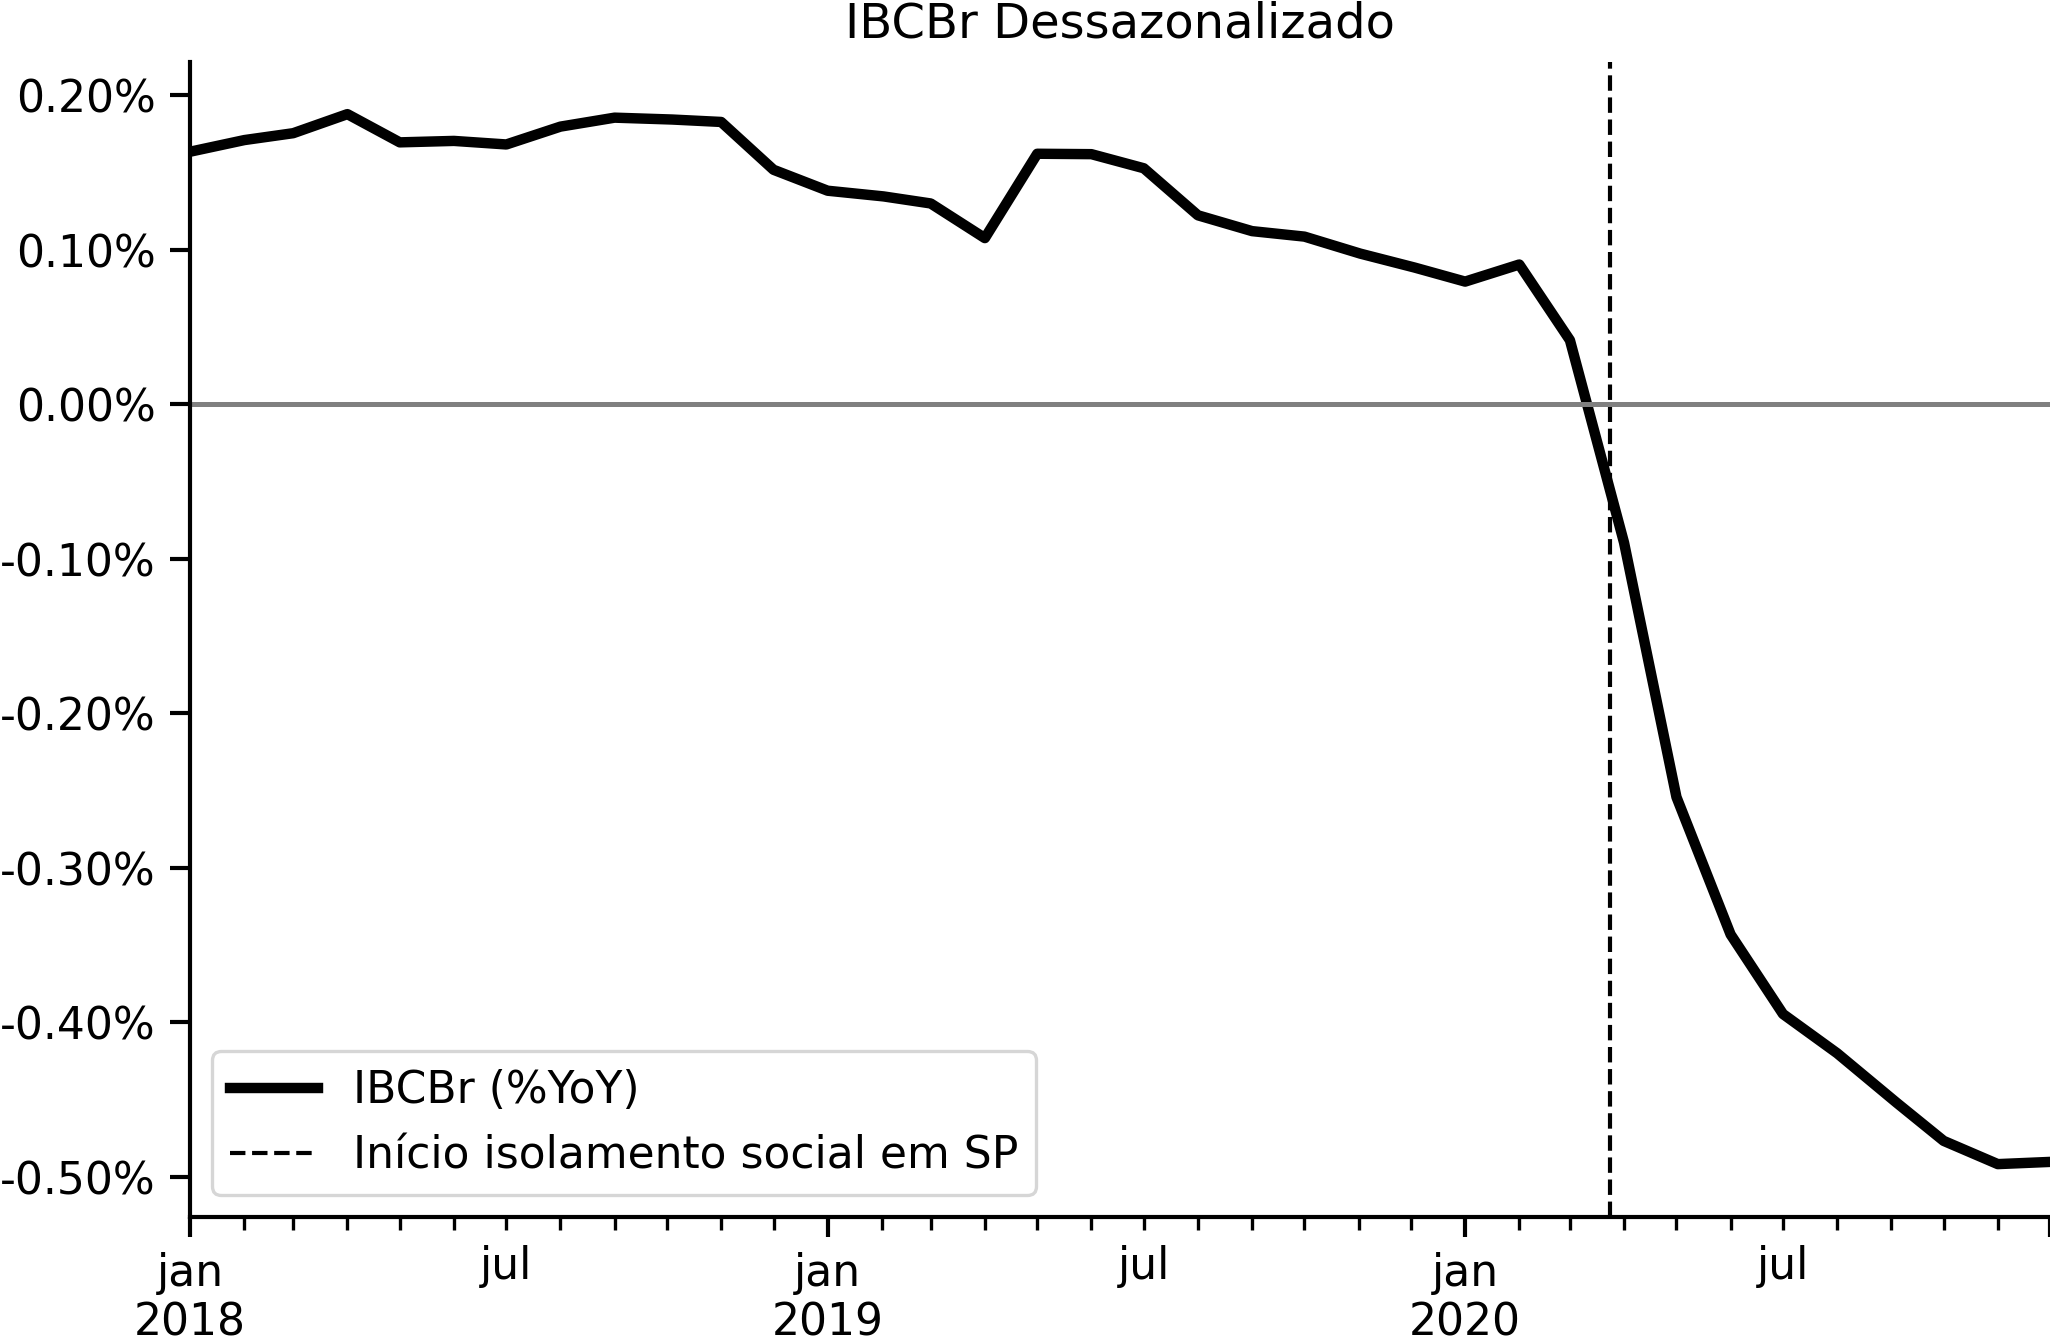 IBCBr Dessazonalizado
0.20%
0.10%
0.00%
-0.10%
-0.20%
-0.30%
-0.40%
-0.50%
IBCBr (%YoY)
Início isolamento social em SP
jan jul jan jul jan jul
2018 2019 2020